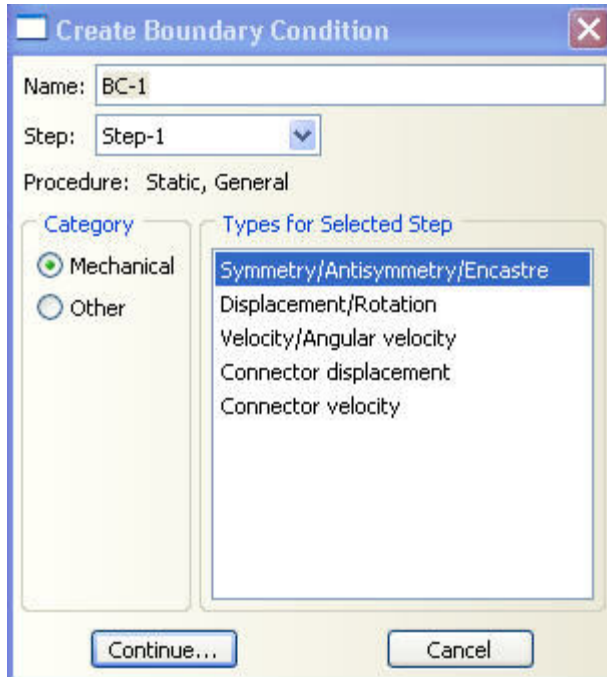 Create Boundary Condition
Name: BC-1
Step: Step-1
Procedure: Static, General
Category
Mechanical
Other
Types for Selected Step
Symmetry/Antisymmetry/Encastre
Displacement/Rotation
Velocity/Angular velocity
Connector displacement
Connector velocity
Continue... Cancel